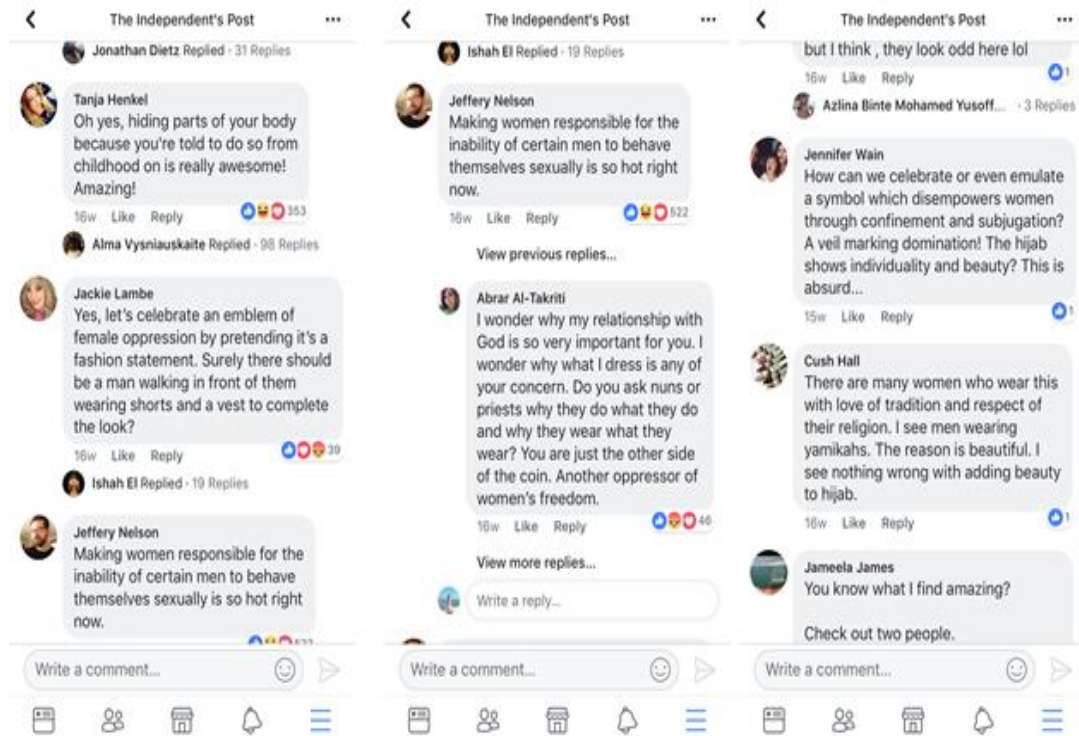 The Independent's Post
Jonathan Dietz Replied · 31 Replies
Tanja Henkel
Oh yes, hiding parts of your body
because you're told to do so from
childhood on is really awesome!
Amazing!
16w Like Reply 353
Alma Vysniauskaite Replied · 98 Replies
Jackie Lambe
Yes, let's celebrate an emblem of
female oppression by pretending it's a
fashion statement. Surely there should
be a man walking in front of them
wearing shorts and a vest to complete
the look?
16w Like Reply 39
Ishah El Replied · 19 Replies
Jeffery Nelson
Making women responsible for the
inability of certain men to behave
themselves sexually is so hot right
now.
522
Write a comment...
The Independent's Post
Ishah El Replied · 19 Replies
Jeffery Nelson
Making women responsible for the
inability of certain men to behave
themselves sexually is so hot right
now.
16w Like Reply 522
View previous replies...
Abrar Al-Takriti
I wonder why my relationship with
God is so very important for you. I
wonder why what I dress is any of
your concern. Do you ask nuns or
priests why they do what they do
and why they wear what they
wear? You are just the other side
of the coin. Another oppressor of
women's freedom.
16w Like Reply 46
View more replies...
Write a reply...
Write a comment...
The Independent's Post
but I think , they look odd here lol
16w Like Reply 1
Azlina Binte Mohamed Yusoff... · 3 Replies
Jennifer Wain
How can we celebrate or even emulate
a symbol which disempowers women
through confinement and subjugation?
A veil marking domination! The hijab
shows individuality and beauty? This is
absurd...
15w Like Reply 1
Cush Hall
There are many women who wear this
with love of tradition and respect of
their religion. I see men wearing
yamikahs. The reason is beautiful. I
see nothing wrong with adding beauty
to hijab.
16w Like Reply 1
Jameela James
You know what I find amazing?
Check out two people.
Write a comment...